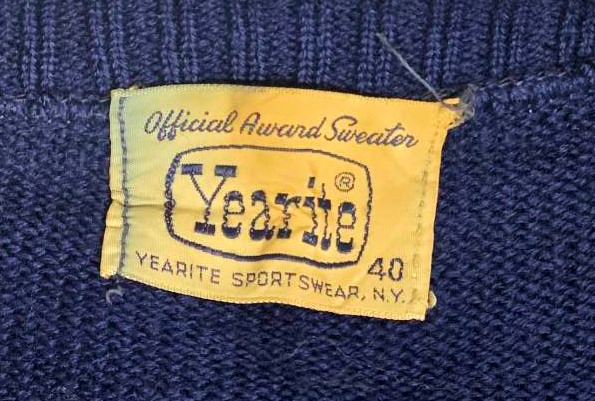 Official Award Sweater
Yearite ®
40
YEARITE SPORTSWEAR, N.Y.